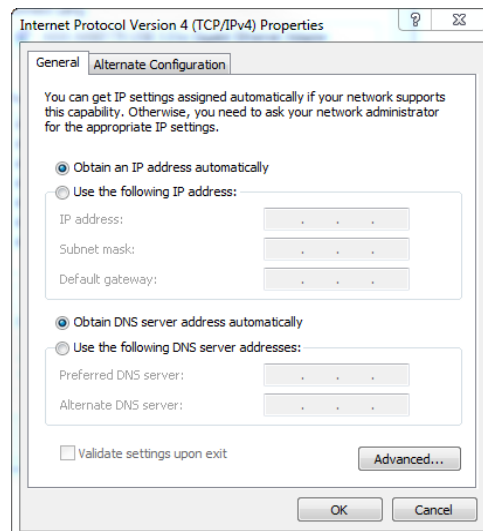 Internet Protocol Version 4 (TCP/IPv4) Properties
General
Alternate Configuration
You can get IP settings assigned automatically if your network supports
this capability. Otherwise, you need to ask your network administrator
for the appropriate IP settings.
Obtain an IP address automatically
Use the following IP address:
IP address:
Subnet mask:
Default gateway:
Obtain DNS server address automatically
Use the following DNS server addresses:
Preferred DNS server:
Alternate DNS server:
Validate settings upon exit
Advanced...
OK
Cancel